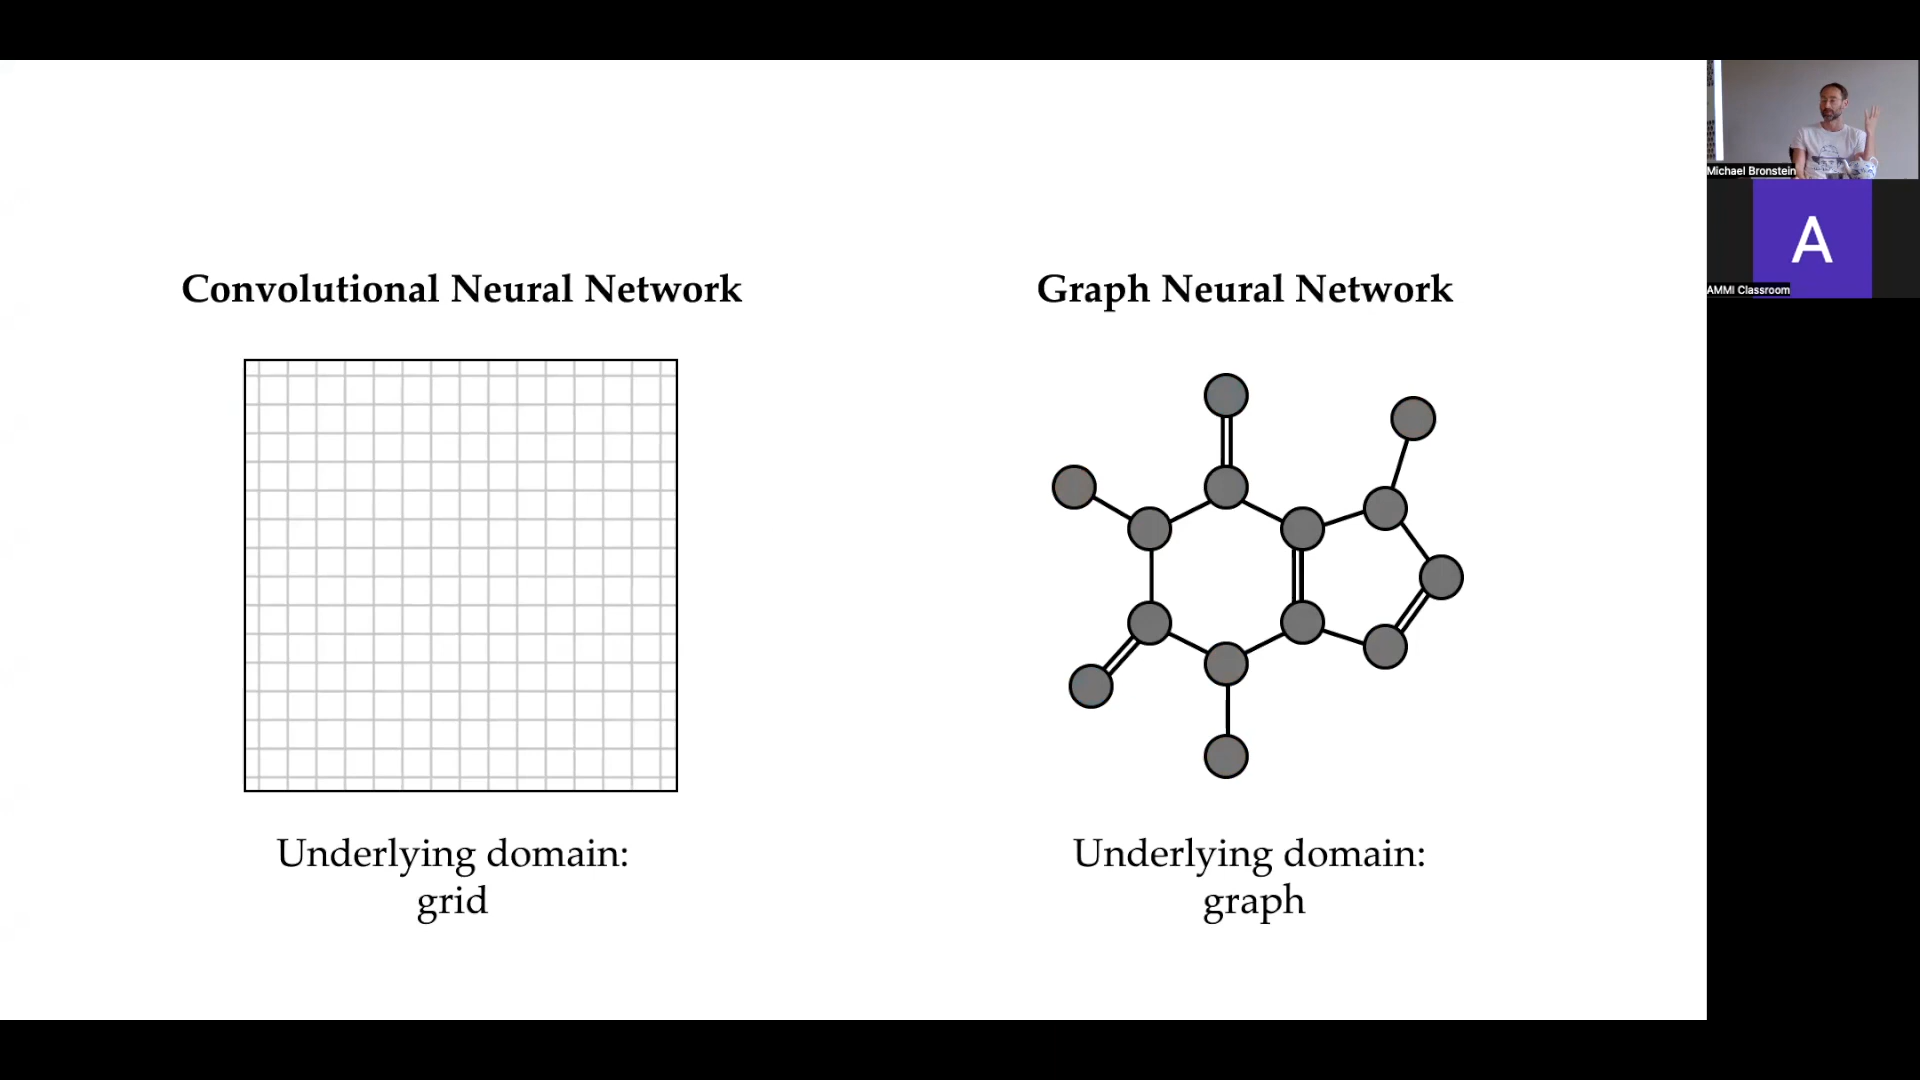 Convolutional Neural Network
Underlying domain:
grid
Graph Neural Network
Underlying domain:
graph
Michael Bronstein
A
AMMI Classroom